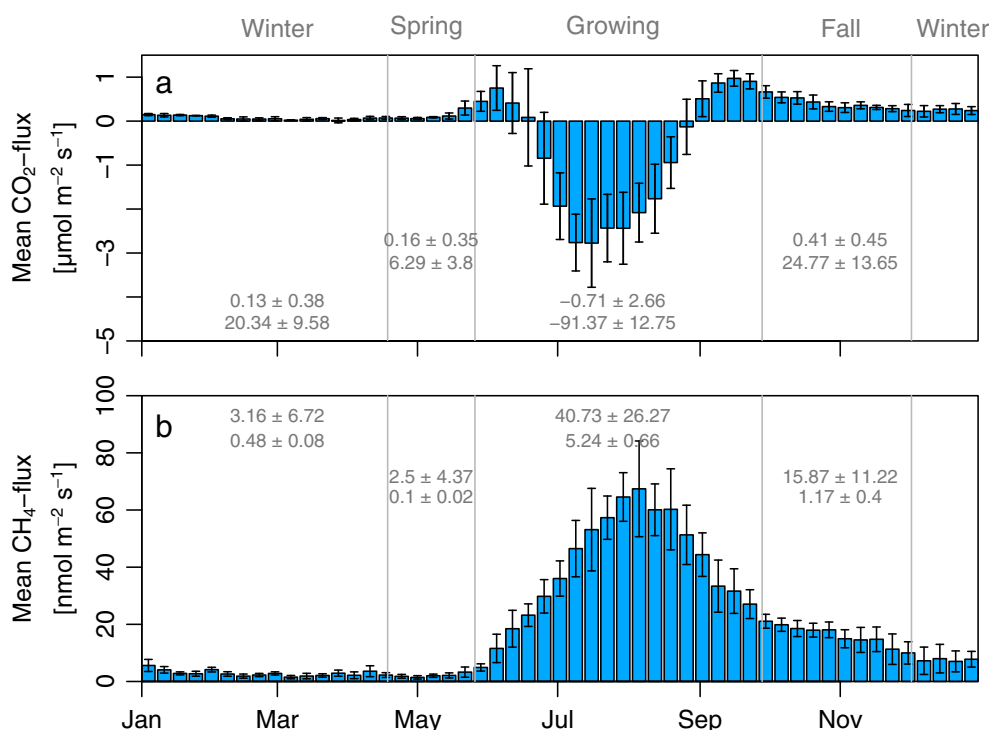 Winter Spring Growing Fall Winter
a
1
0
−1
−3
−5
Mean CO₂−flux
[µmol m⁻² s⁻¹]
0.16 ± 0.35
6.29 ± 3.8
0.41 ± 0.45
24.77 ± 13.65
0.13 ± 0.38
20.34 ± 9.58
−0.71 ± 2.66
−91.37 ± 12.75
b
100
80
60
40
20
0
Mean CH₄−flux
[nmol m⁻² s⁻¹]
3.16 ± 6.72
0.48 ± 0.08
40.73 ± 26.27
5.24 ± 0.66
2.5 ± 4.37
0.1 ± 0.02
15.87 ± 11.22
1.17 ± 0.4
Jan Mar May Jul Sep Nov